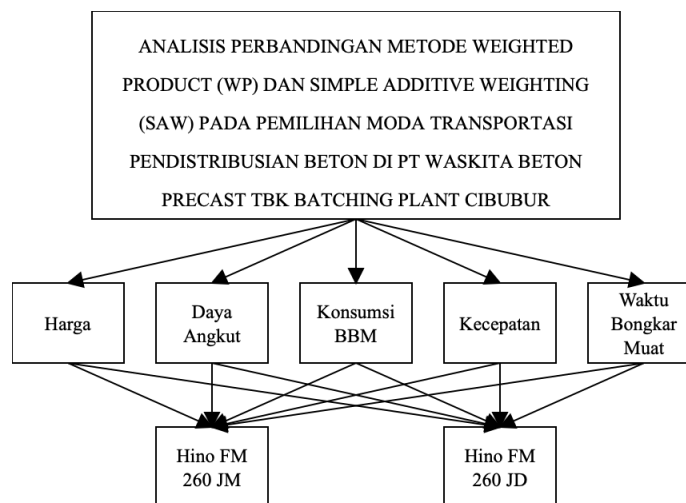 ANALISIS PERBANDINGAN METODE WEIGHTED
PRODUCT (WP) DAN SIMPLE ADDITIVE WEIGHTING
(SAW) PADA PEMILIHAN MODA TRANSPORTASI
PENDISTRIBUSIAN BETON DI PT WASKITA BETON
PRECAST TBK BATCHING PLANT CIBUBUR
Harga
Daya
Angkut
Konsumsi
BBM
Kecepatan
Waktu
Bongkar
Muat
Hino FM
260 JM
Hino FM
260 JD